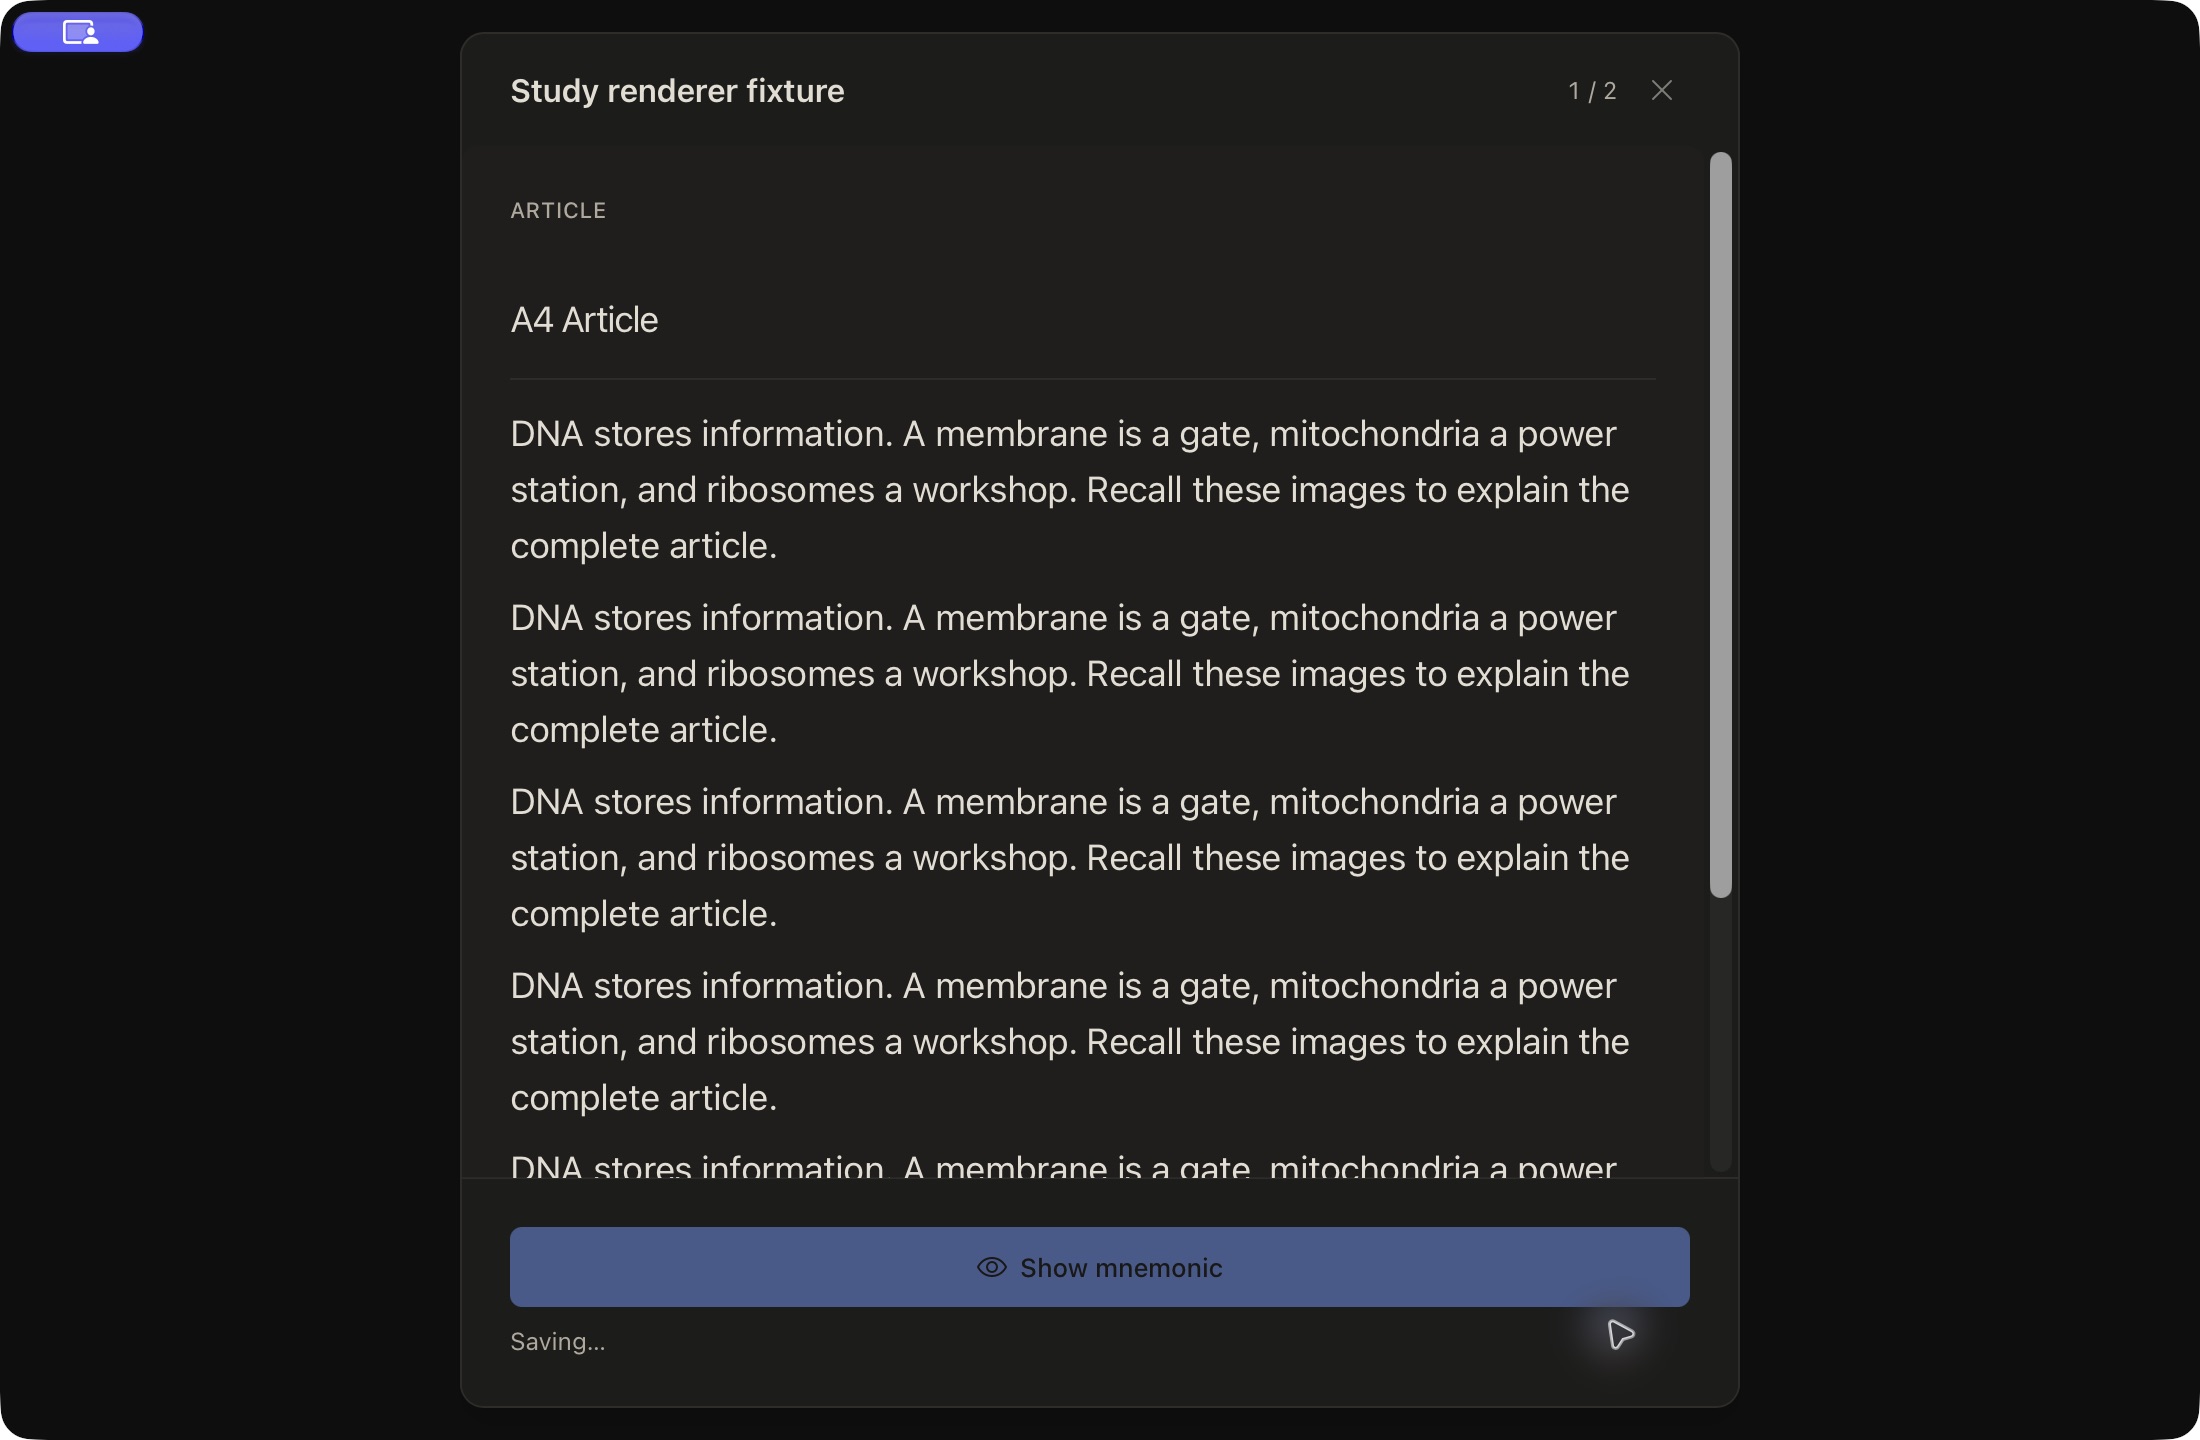 Study renderer fixture
1 / 2
ARTICLE
A4 Article
DNA stores information. A membrane is a gate, mitochondria a power
station, and ribosomes a workshop. Recall these images to explain the
complete article.
DNA stores information. A membrane is a gate, mitochondria a power
station, and ribosomes a workshop. Recall these images to explain the
complete article.
DNA stores information. A membrane is a gate, mitochondria a power
station, and ribosomes a workshop. Recall these images to explain the
complete article.
DNA stores information. A membrane is a gate, mitochondria a power
station, and ribosomes a workshop. Recall these images to explain the
complete article.
DNA stores information. A membrane is a gate, mitochondria a power
Show mnemonic
Saving...